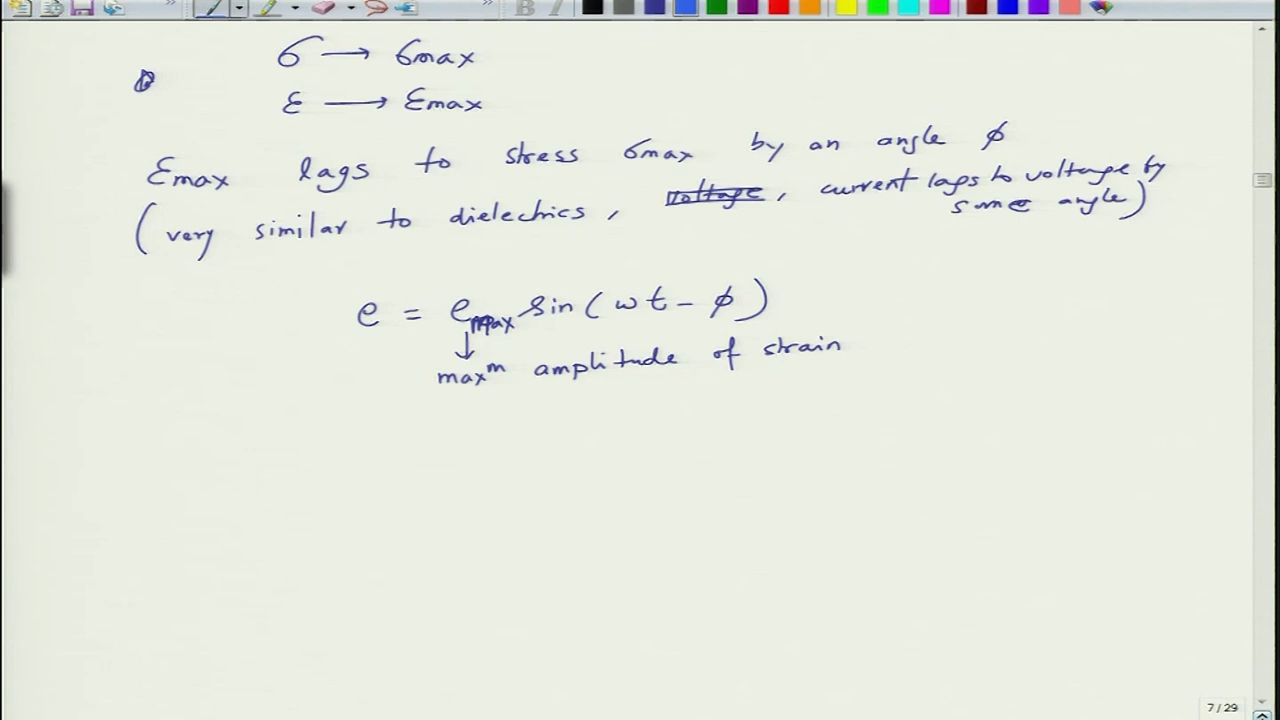 σ → σmax
ε → εmax
εmax lags to stress σmax by an angle φ
(very similar to dielectrics, voltage, current lags to voltage by
some angle)
e = emax sin(ωt - φ)
↓
maxᵐ amplitude of strain
7 / 29